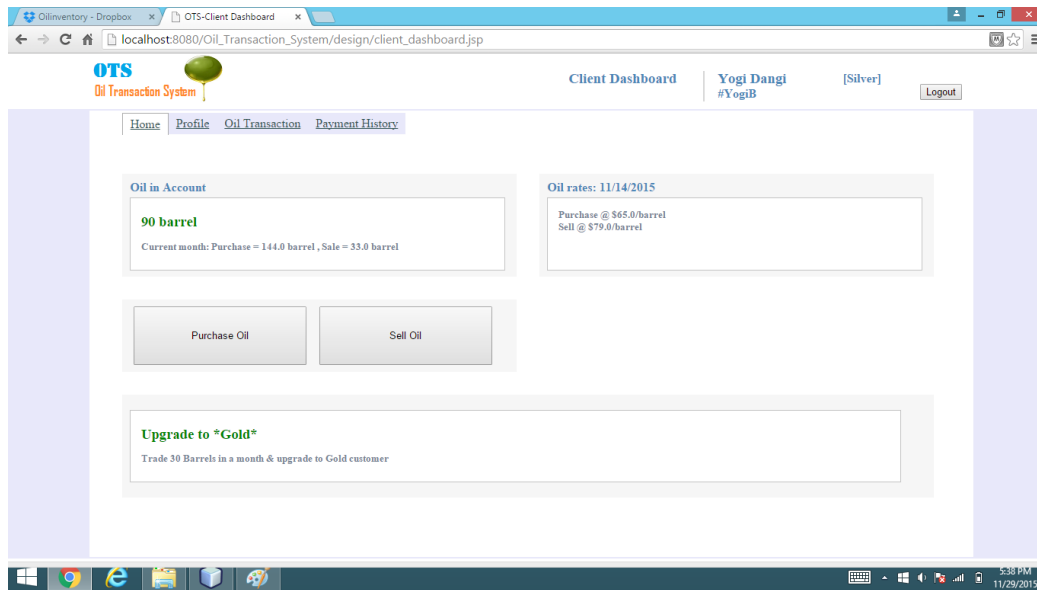 Oilinventory - Dropbox
OTS-Client Dashboard
localhost:8080/Oil_Transaction_System/design/client_dashboard.jsp
OTS
Oil Transaction System
Client Dashboard
Yogi Dangi
#YogiB
[Silver]
Logout
Home Profile Oil Transaction Payment History
Oil in Account
90 barrel
Current month: Purchase = 144.0 barrel , Sale = 33.0 barrel
Oil rates: 11/14/2015
Purchase @ $65.0/barrel
Sell @ $79.0/barrel
Purchase Oil
Sell Oil
Upgrade to *Gold*
Trade 30 Barrels in a month & upgrade to Gold customer
5:38 PM
11/29/2015